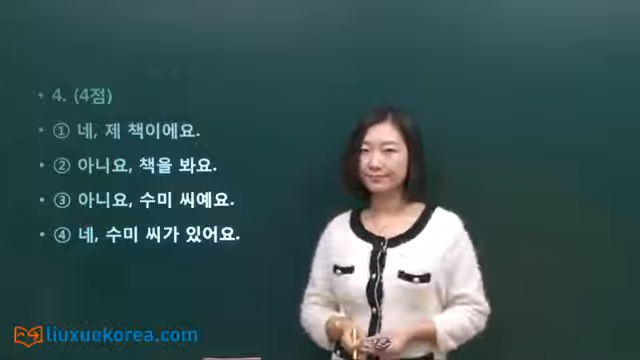 • 4. (4점)
• ① 네, 제 책이에요.
• ② 아니요, 책을 봐요.
• ③ 아니요, 수미 씨예요.
• ④ 네, 수미 씨가 있어요.
liuxuekorea.com